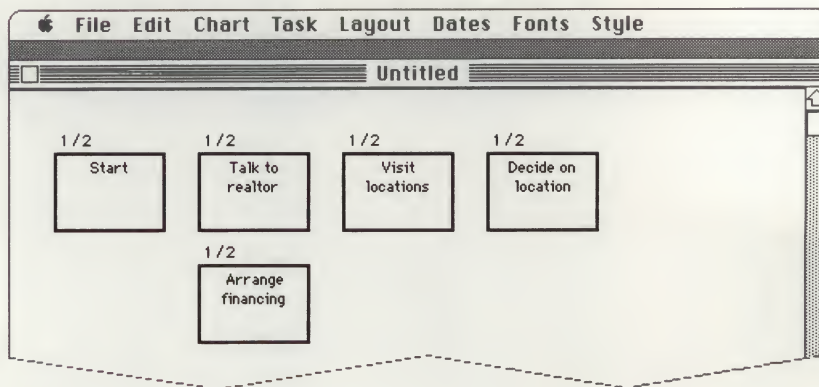 File Edit Chart Task Layout Dates Fonts Style
Untitled
1/2 1/2 1/2 1/2
Start Talk to Visit Decide on
realtor locations location
1/2
Arrange
financing